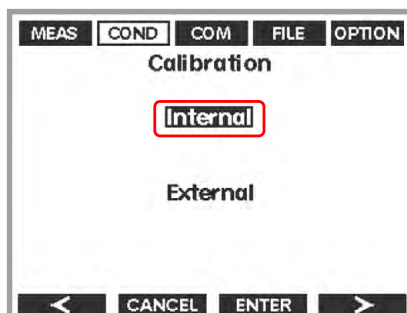 MEAS COND COM FILE OPTION
Calibration
Internal
External
< CANCEL ENTER >